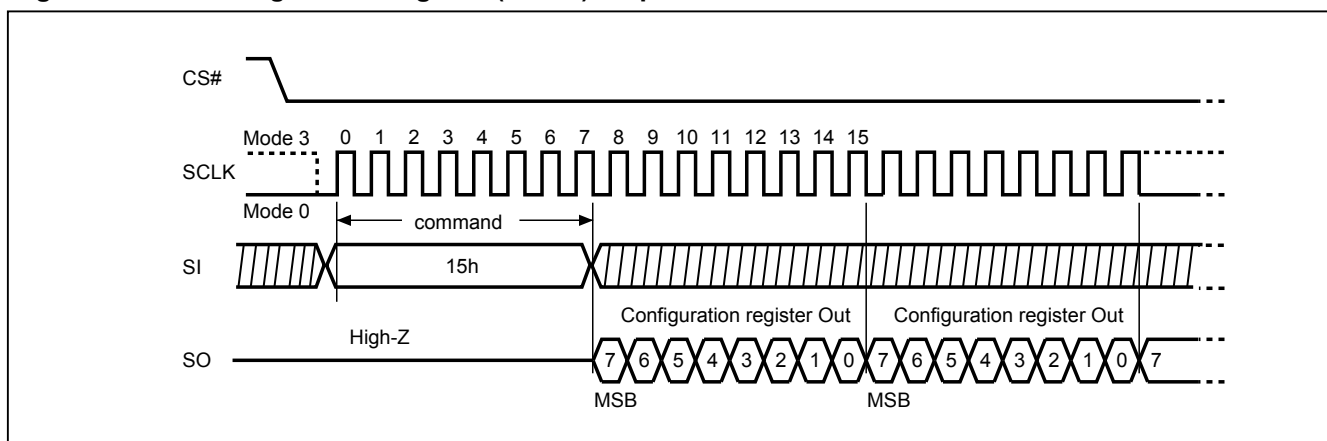 CS#
Mode 3 0 1 2 3 4 5 6 7 8 9 10 11 12 13 14 15
SCLK
Mode 0
command
SI
15h
Configuration register Out Configuration register Out
High-Z
SO
7 6 5 4 3 2 1 0 7 6 5 4 3 2 1 0 7
MSB MSB